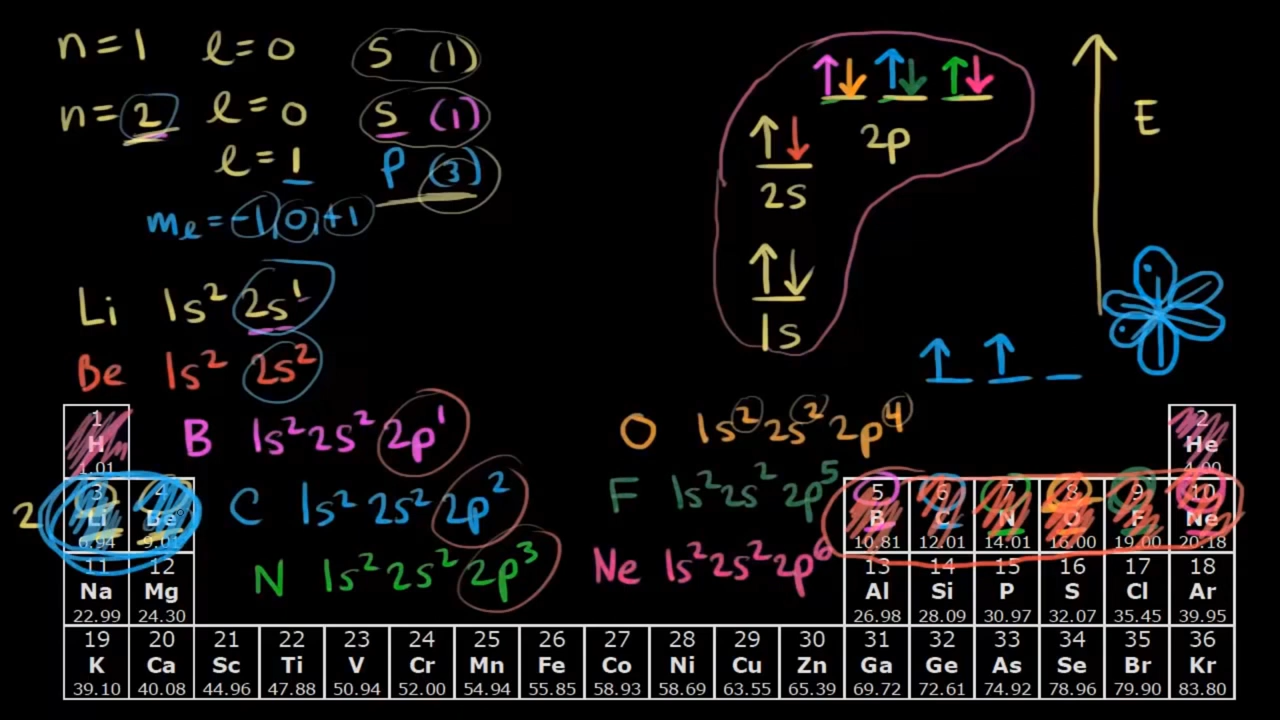 n=1 l=0 S (1)
n=2 l=0 S (1)
l=1 P (3)
mₑ = -1, 0, +1
2p
2s
1s
E
Li 1s² 2s¹
Be 1s² 2s²
B 1s² 2s² 2p¹
C 1s² 2s² 2p²
N 1s² 2s² 2p³
O 1s² 2s² 2p⁴
F 1s² 2s² 2p⁵
Ne 1s² 2s² 2p⁶
1 2
H He
1.01 4.00
2
3 4 5 6 7 8 9 10
Li Be B C N O F Ne
6.94 9.01 10.81 12.01 14.01 16.00 19.00 20.18
11 12 13 14 15 16 17 18
Na Mg Al Si P S Cl Ar
22.99 24.30 26.98 28.09 30.97 32.07 35.45 39.95
19 20 21 22 23 24 25 26 27 28 29 30 31 32 33 34 35 36
K Ca Sc Ti V Cr Mn Fe Co Ni Cu Zn Ga Ge As Se Br Kr
39.10 40.08 44.96 47.88 50.94 52.00 54.94 55.85 58.93 58.69 63.55 65.39 69.72 72.61 74.92 78.96 79.90 83.80